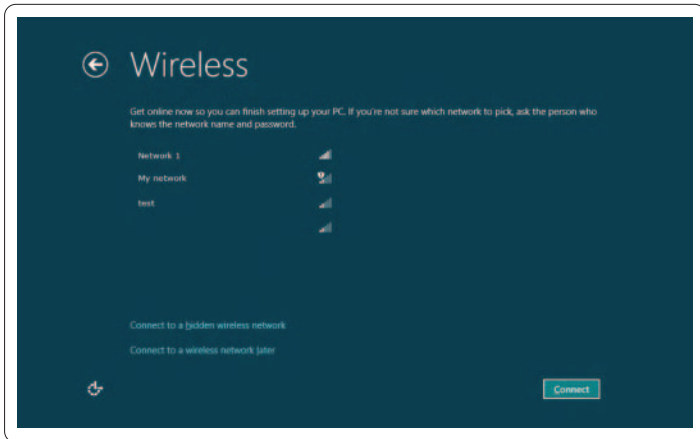 Wireless
Get online now so you can finish setting up your PC. If you're not sure which network to pick, ask the person who
knows the network name and password.
Network 1
My network
test
Connect to a hidden wireless network
Connect to a wireless network later
Connect